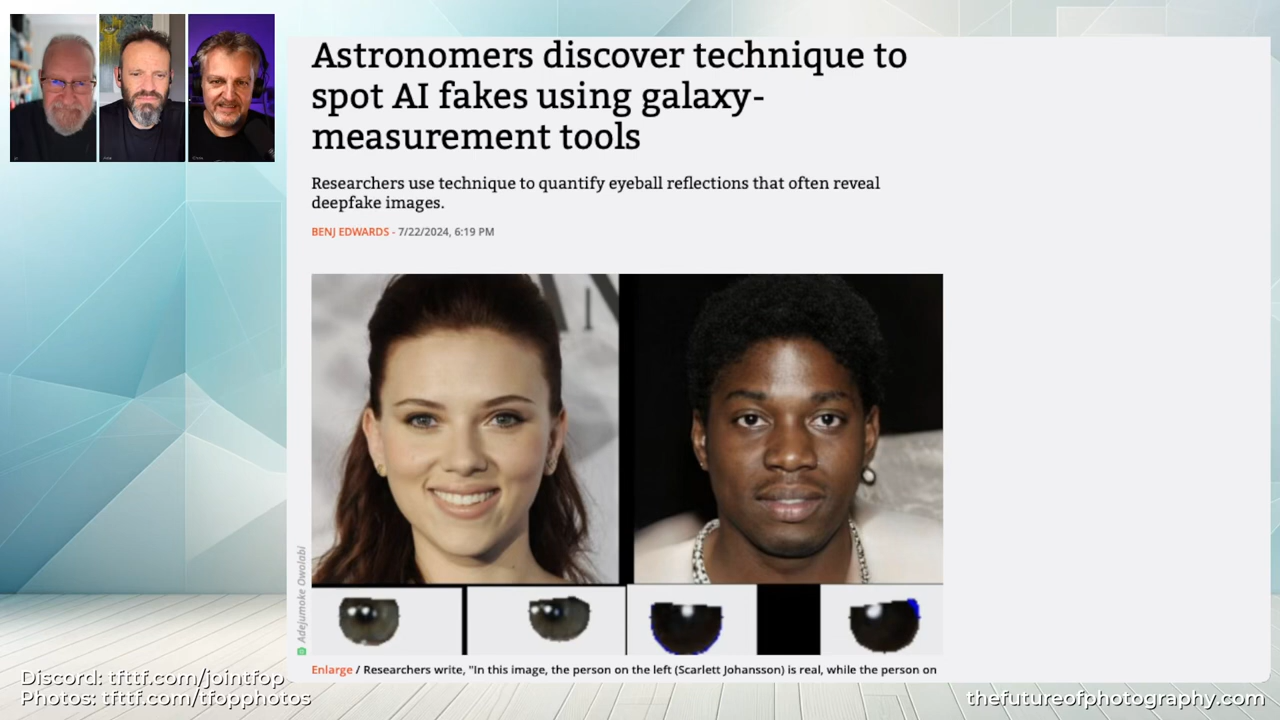 Astronomers discover technique to
spot AI fakes using galaxy-
measurement tools
Researchers use technique to quantify eyeball reflections that often reveal
deepfake images.
BENJ EDWARDS - 7/22/2024, 6:19 PM
Adejumoke Owolabi
Enlarge / Researchers write, "In this image, the person on the left (Scarlett Johansson) is real, while the person on
Discord: tfttf.com/jointfop
Photos: tfttf.com/tfopphotos
thefutureofphotography.com